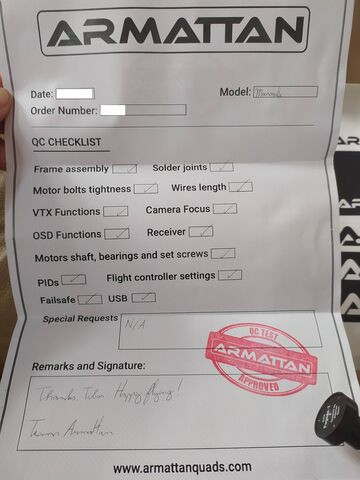 ARMATTAN
Date: Model: Marmotte
Order Number:
QC CHECKLIST
Frame assembly ✓ Solder joints ✓
Motor bolts tightness ✓ Wires length ✓
VTX Functions ✓ Camera Focus ✓
OSD Functions ✓ Receiver ✓
Motors shaft, bearings and set screws ✓
PIDs ✓ Flight controller settings ✓
Failsafe ✓ USB ✓
Special Requests N/A
QC TEST
ARMATTAN
APPROVED
Remarks and Signature:
Thanks, Happy flying!
Team Armattan
www.armattanquads.com